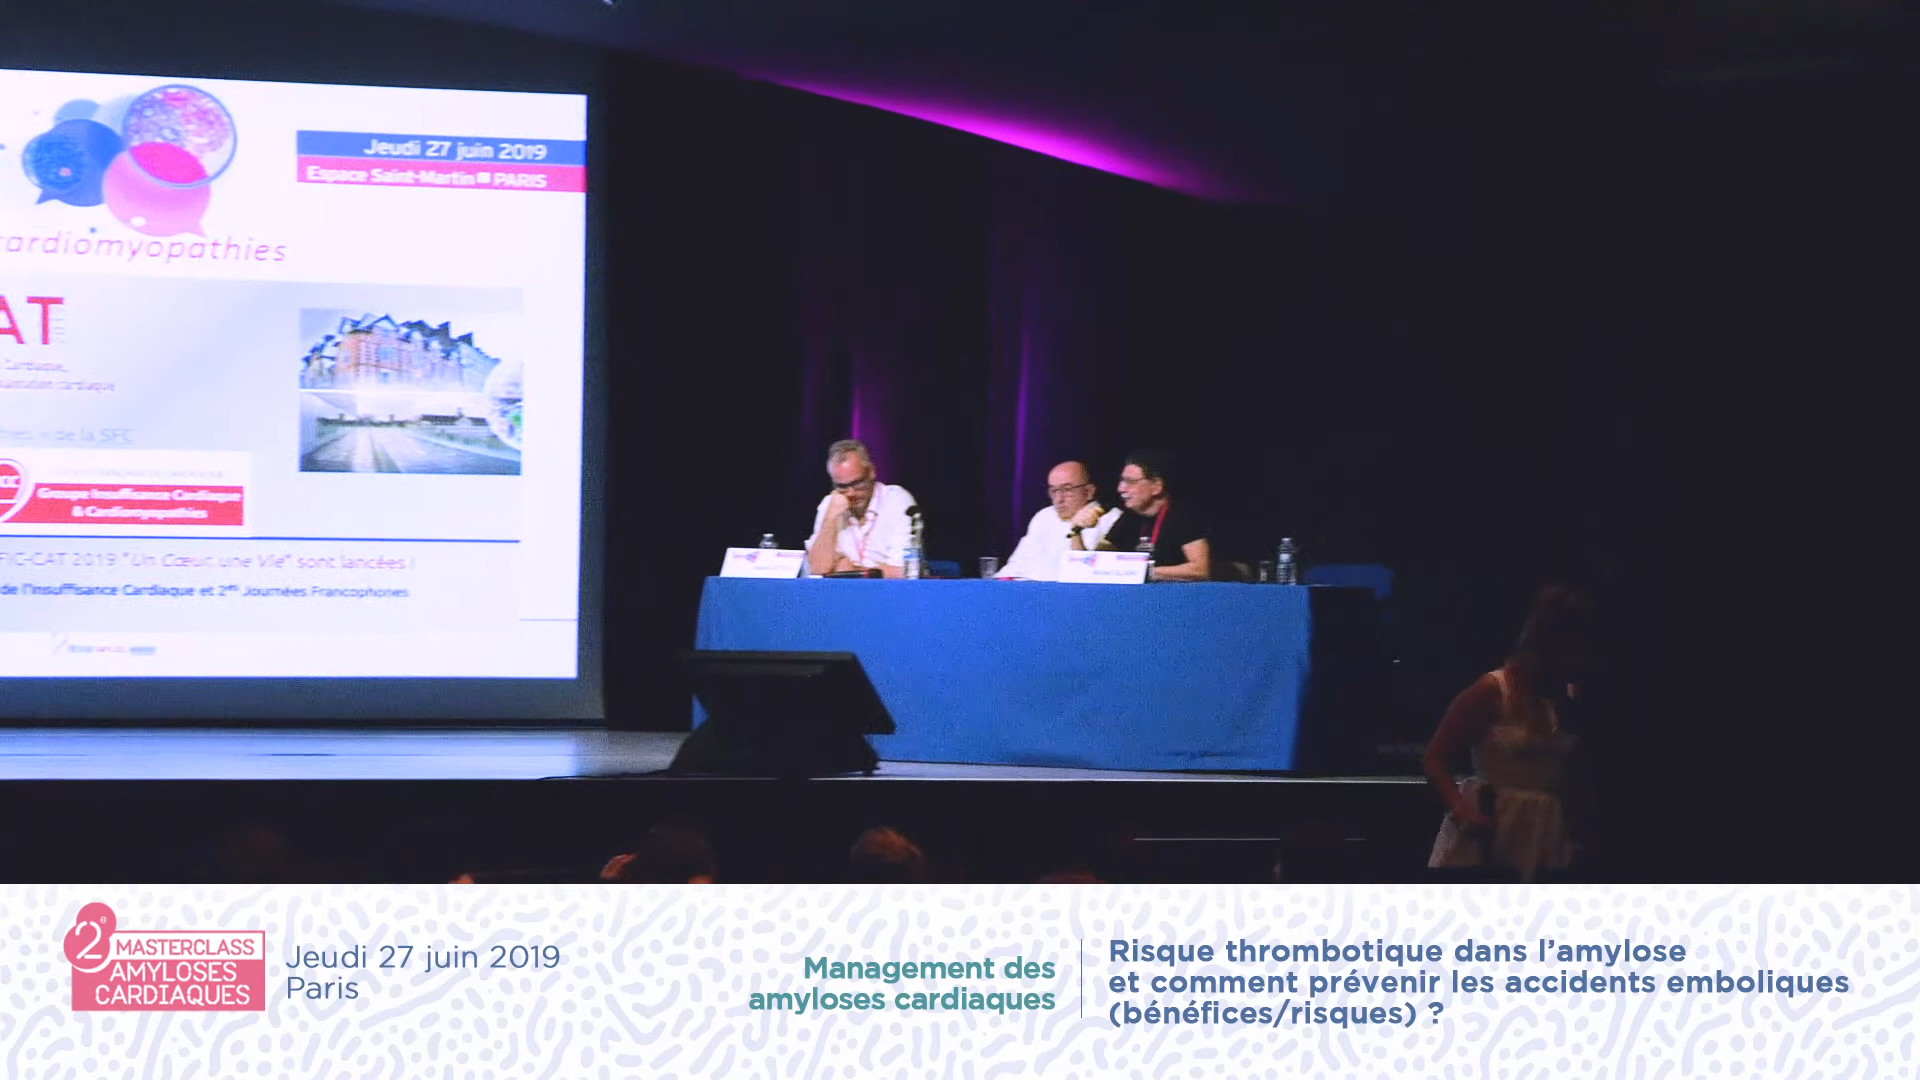 Jeudi 27 juin 2019
Espace Saint-Martin PARIS
cardiomyopathies
AT
de la SFC
Groupe Insuffisance Cardiaque
& Cardiomyopathies
FIC-CAT 2019 "Un Cœur, une Vie" sont lancées !
de l'Insuffisance Cardiaque et 2es Journées Francophones
2e
MASTERCLASS
AMYLOSES
CARDIAQUES
Jeudi 27 juin 2019
Paris
Management des
amyloses cardiaques
Risque thrombotique dans l'amylose
et comment prévenir les accidents emboliques
(bénéfices/risques) ?